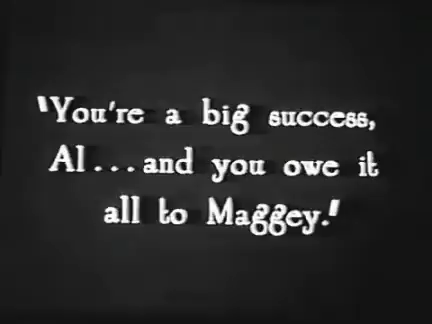 "You're a big success,
Al...and you owe it
all to Maggey."